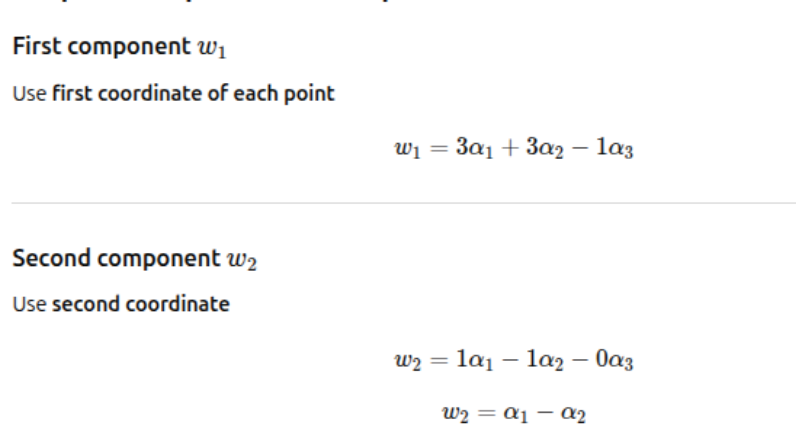 First component w₁
Use first coordinate of each point
w₁ = 3α₁ + 3α₂ − 1α₃
Second component w₂
Use second coordinate
w₂ = 1α₁ − 1α₂ − 0α₃
w₂ = α₁ − α₂